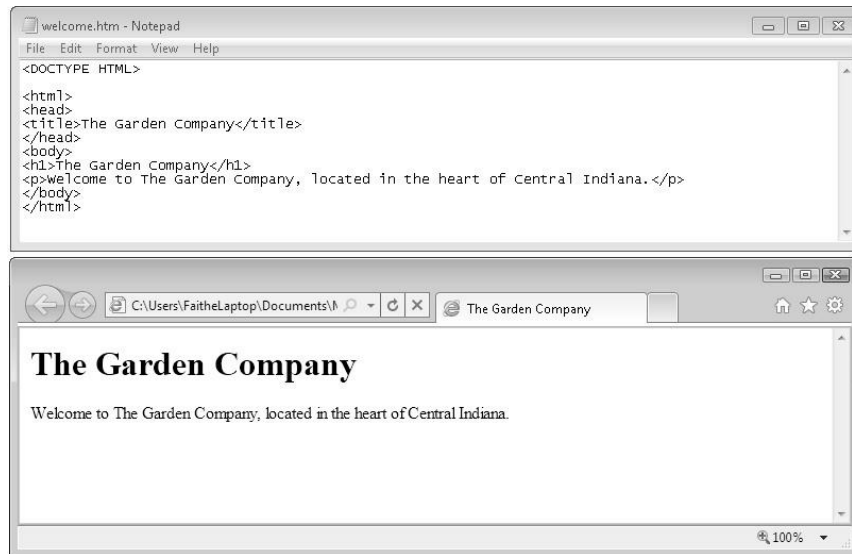 welcome.htm - Notepad
File Edit Format View Help
<DOCTYPE HTML>
<html>
<head>
<title>The Garden Company</title>
</head>
<body>
<h1>The Garden Company</h1>
<p>Welcome to The Garden Company, located in the heart of Central Indiana.</p>
</body>
</html>
C:\Users\FaitheLaptop\Documents\M
The Garden Company
The Garden Company
Welcome to The Garden Company, located in the heart of Central Indiana.
100%